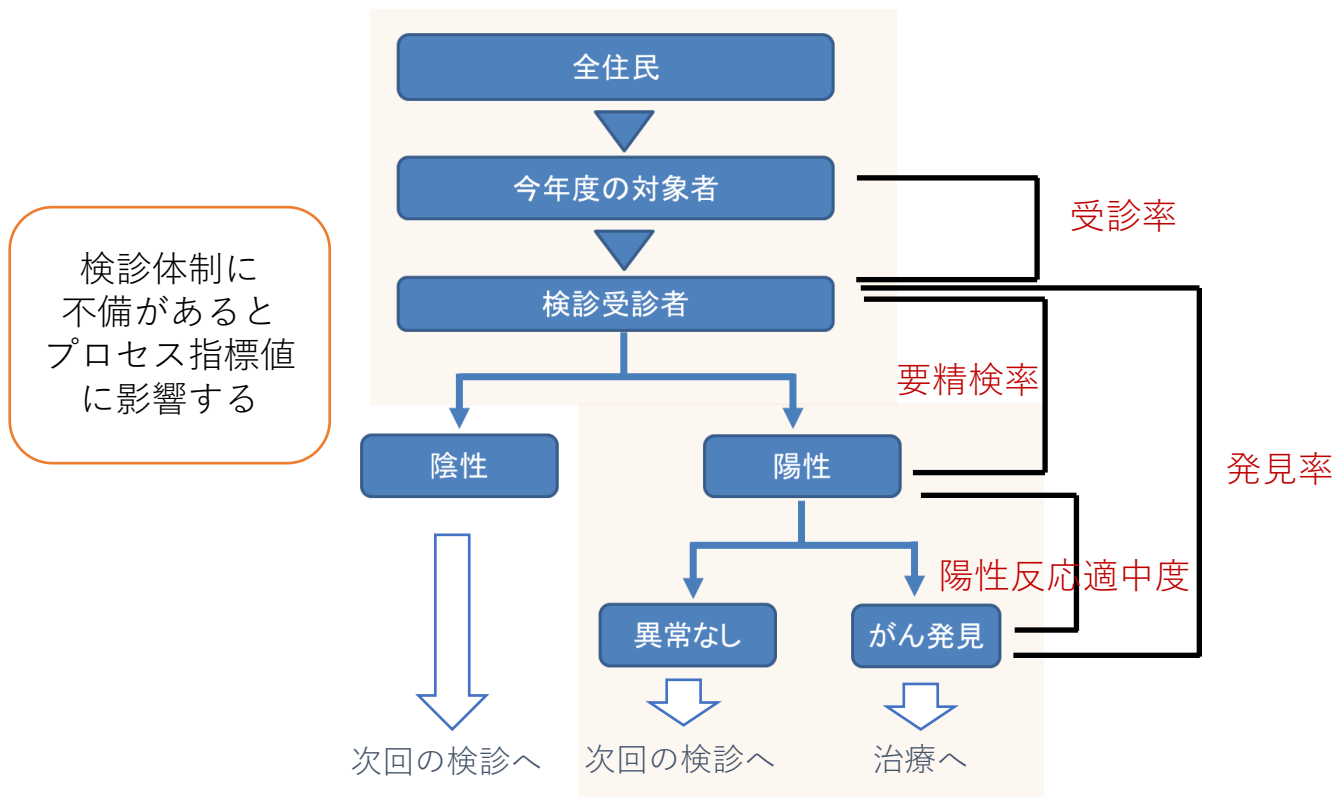 全住民
今年度の対象者
受診率
検診体制に
不備があると
プロセス指標値
に影響する
検診受診者
要精検率
陰性
陽性
発見率
陽性反応適中度
異常なし
がん発見
次回の検診へ
次回の検診へ
治療へ